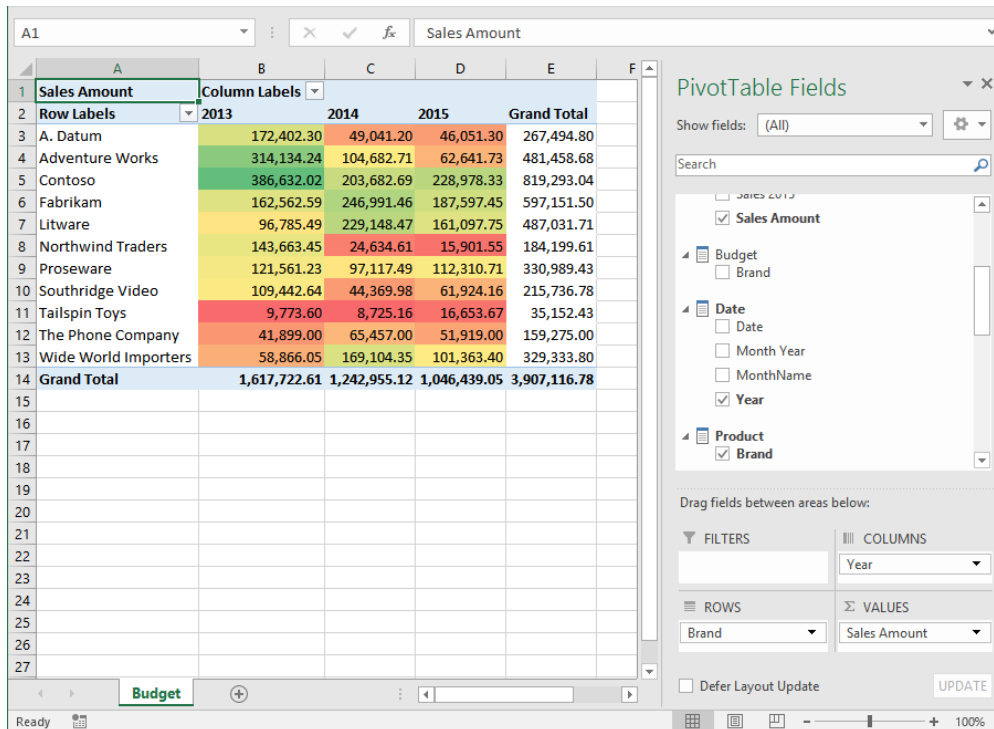 A1
fx
Sales Amount
A B C D E F
1 Sales Amount Column Labels
2 Row Labels 2013 2014 2015 Grand Total
3 A. Datum 172,402.30 49,041.20 46,051.30 267,494.80
4 Adventure Works 314,134.24 104,682.71 62,641.73 481,458.68
5 Contoso 386,632.02 203,682.69 228,978.33 819,293.04
6 Fabrikam 162,562.59 246,991.46 187,597.45 597,151.50
7 Litware 96,785.49 229,148.47 161,097.75 487,031.71
8 Northwind Traders 143,663.45 24,634.61 15,901.55 184,199.61
9 Proseware 121,561.23 97,117.49 112,310.71 330,989.43
10 Southridge Video 109,442.64 44,369.98 61,924.16 215,736.78
11 Tailspin Toys 9,773.60 8,725.16 16,653.67 35,152.43
12 The Phone Company 41,899.00 65,457.00 51,919.00 159,275.00
13 Wide World Importers 58,866.05 169,104.35 101,363.40 329,333.80
14 Grand Total 1,617,722.61 1,242,955.12 1,046,439.05 3,907,116.78
15
16
17
18
19
20
21
22
23
24
25
26
27
Budget
Ready
100%
PivotTable Fields
Show fields: (All)
Search
Sales 2015
Sales Amount
Budget
Brand
Date
Date
Month Year
MonthName
Year
Product
Brand
Drag fields between areas below:
FILTERS
COLUMNS
Year
ROWS
Σ VALUES
Brand
Sales Amount
Defer Layout Update
UPDATE